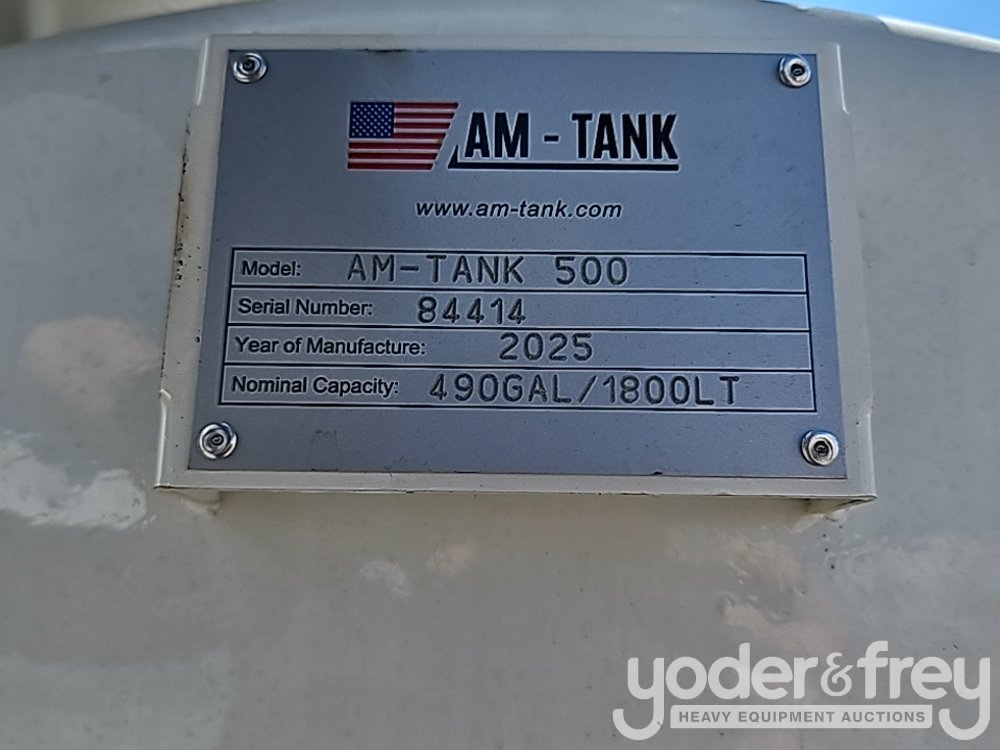 AM - TANK
www.am-tank.com
Model: AM-TANK 500
Serial Number: 84414
Year of Manufacture: 2025
Nominal Capacity: 490GAL/1800LT
yoder&frey
HEAVY EQUIPMENT AUCTIONS